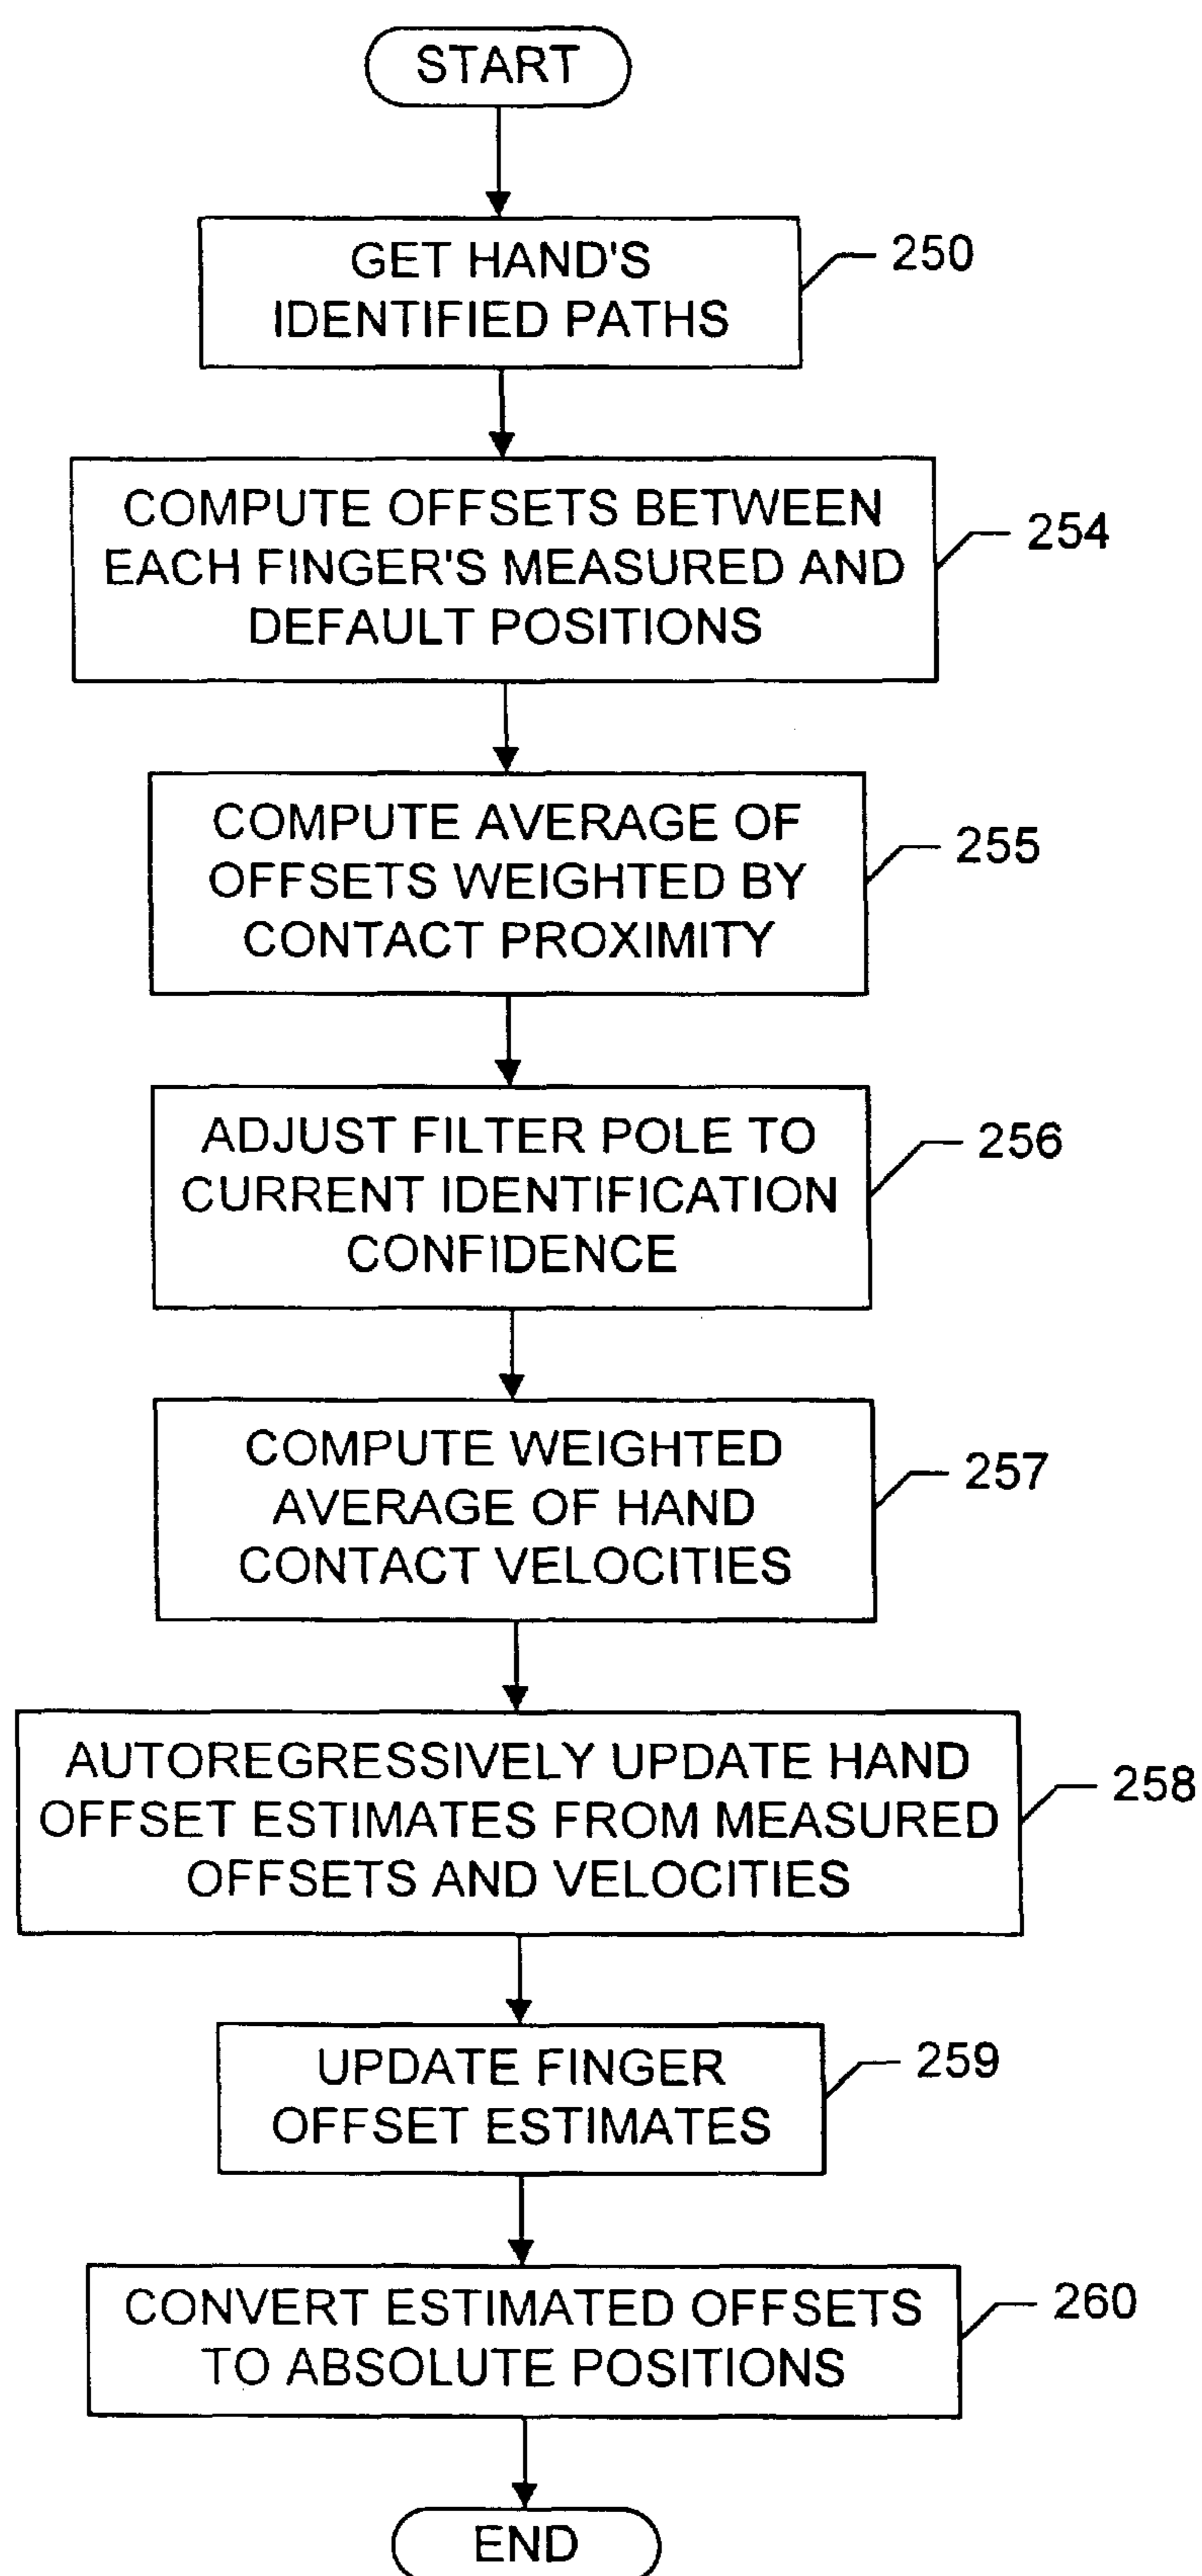 START
GET HAND'S
IDENTIFIED PATHS
250
COMPUTE OFFSETS BETWEEN
EACH FINGER'S MEASURED AND
DEFAULT POSITIONS
254
COMPUTE AVERAGE OF
OFFSETS WEIGHTED BY
CONTACT PROXIMITY
255
ADJUST FILTER POLE TO
CURRENT IDENTIFICATION
CONFIDENCE
256
COMPUTE WEIGHTED
AVERAGE OF HAND
CONTACT VELOCITIES
257
AUTOREGRESSIVELY UPDATE HAND
OFFSET ESTIMATES FROM MEASURED
OFFSETS AND VELOCITIES
258
UPDATE FINGER
OFFSET ESTIMATES
259
CONVERT ESTIMATED OFFSETS
TO ABSOLUTE POSITIONS
260
END